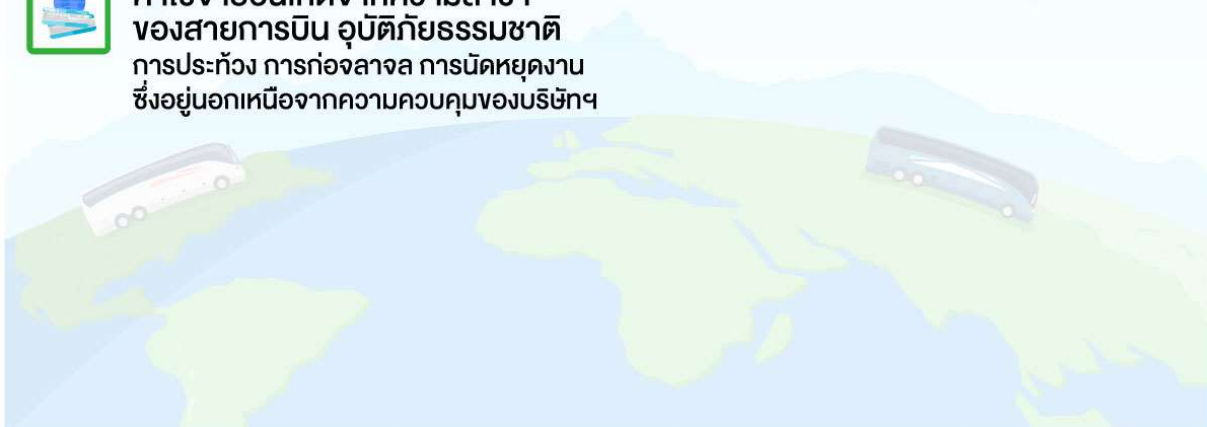 ของสายการบิน อุบัติภัยธรรมชาติ
การประท้วง การก่อจลาจล การนัดหยุดงาน
ซึ่งอยู่นอกเหนือจากความควบคุมของบริษัทฯ